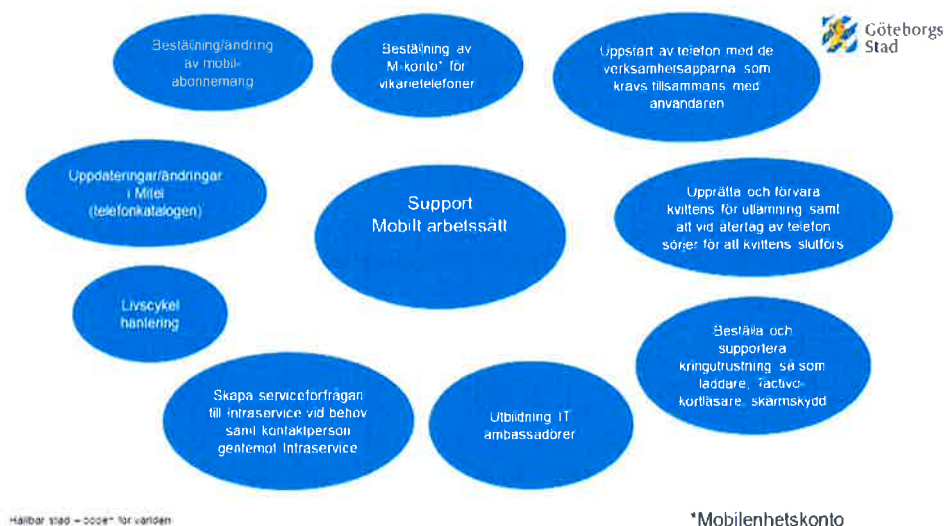 Göteborgs
Stad
Beställning/ändring
av mobil-
abonnemang
Beställning av
M-konto* för
vikarietelefoner
Uppstart av telefon med de
verksamhetsapparna som
krävs tillsammans med
användaren
Uppdateringar/ändringar
i Mitel
(telefonkatalogen)
Support
Mobilt arbetssätt
Upprätta och förvara
kvittens för utlämning samt
att vid återtag av telefon
sörjer för att kvittens slutförs
Livscykel
hantering
Beställa och
supportera
kringutrustning så som
laddare,
kortläsare, skärmskydd
Skapa serviceförfrågan
till Intraservice vid behov
samt kontaktperson
gentemot Intraservice
Utbildning IT
ambassadörer
Hållbar stad – öppen för världen
*Mobilenhetskonto